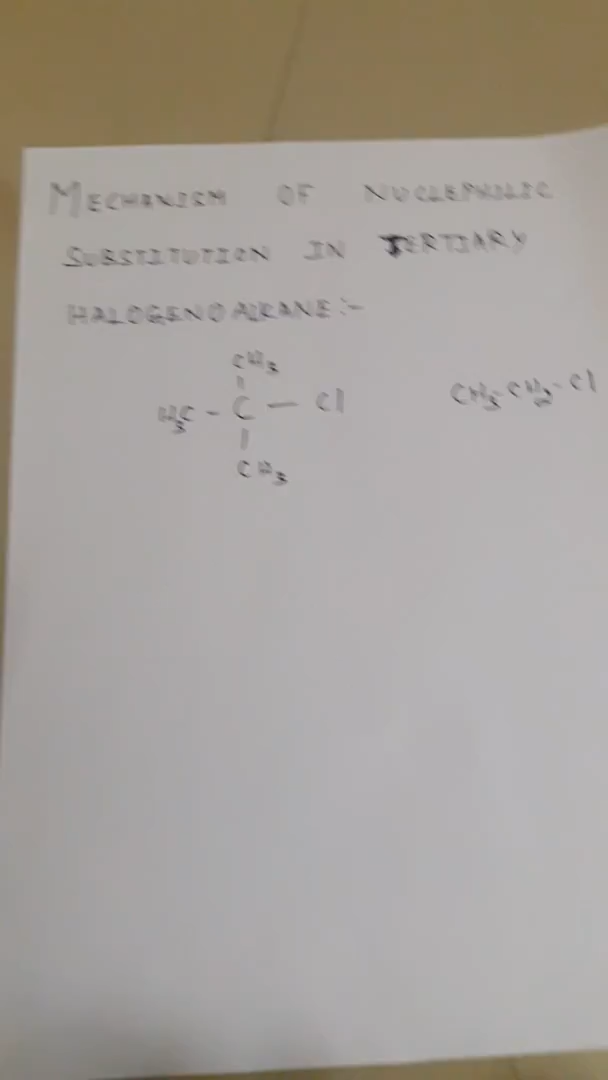 MECHANISM OF NUCLEPHILIC
SUBSTITUTION IN TERTIARY
HALOGENOALKANE :-
CH3
H3C - C - Cl
CH3
CH3-CH2-Cl